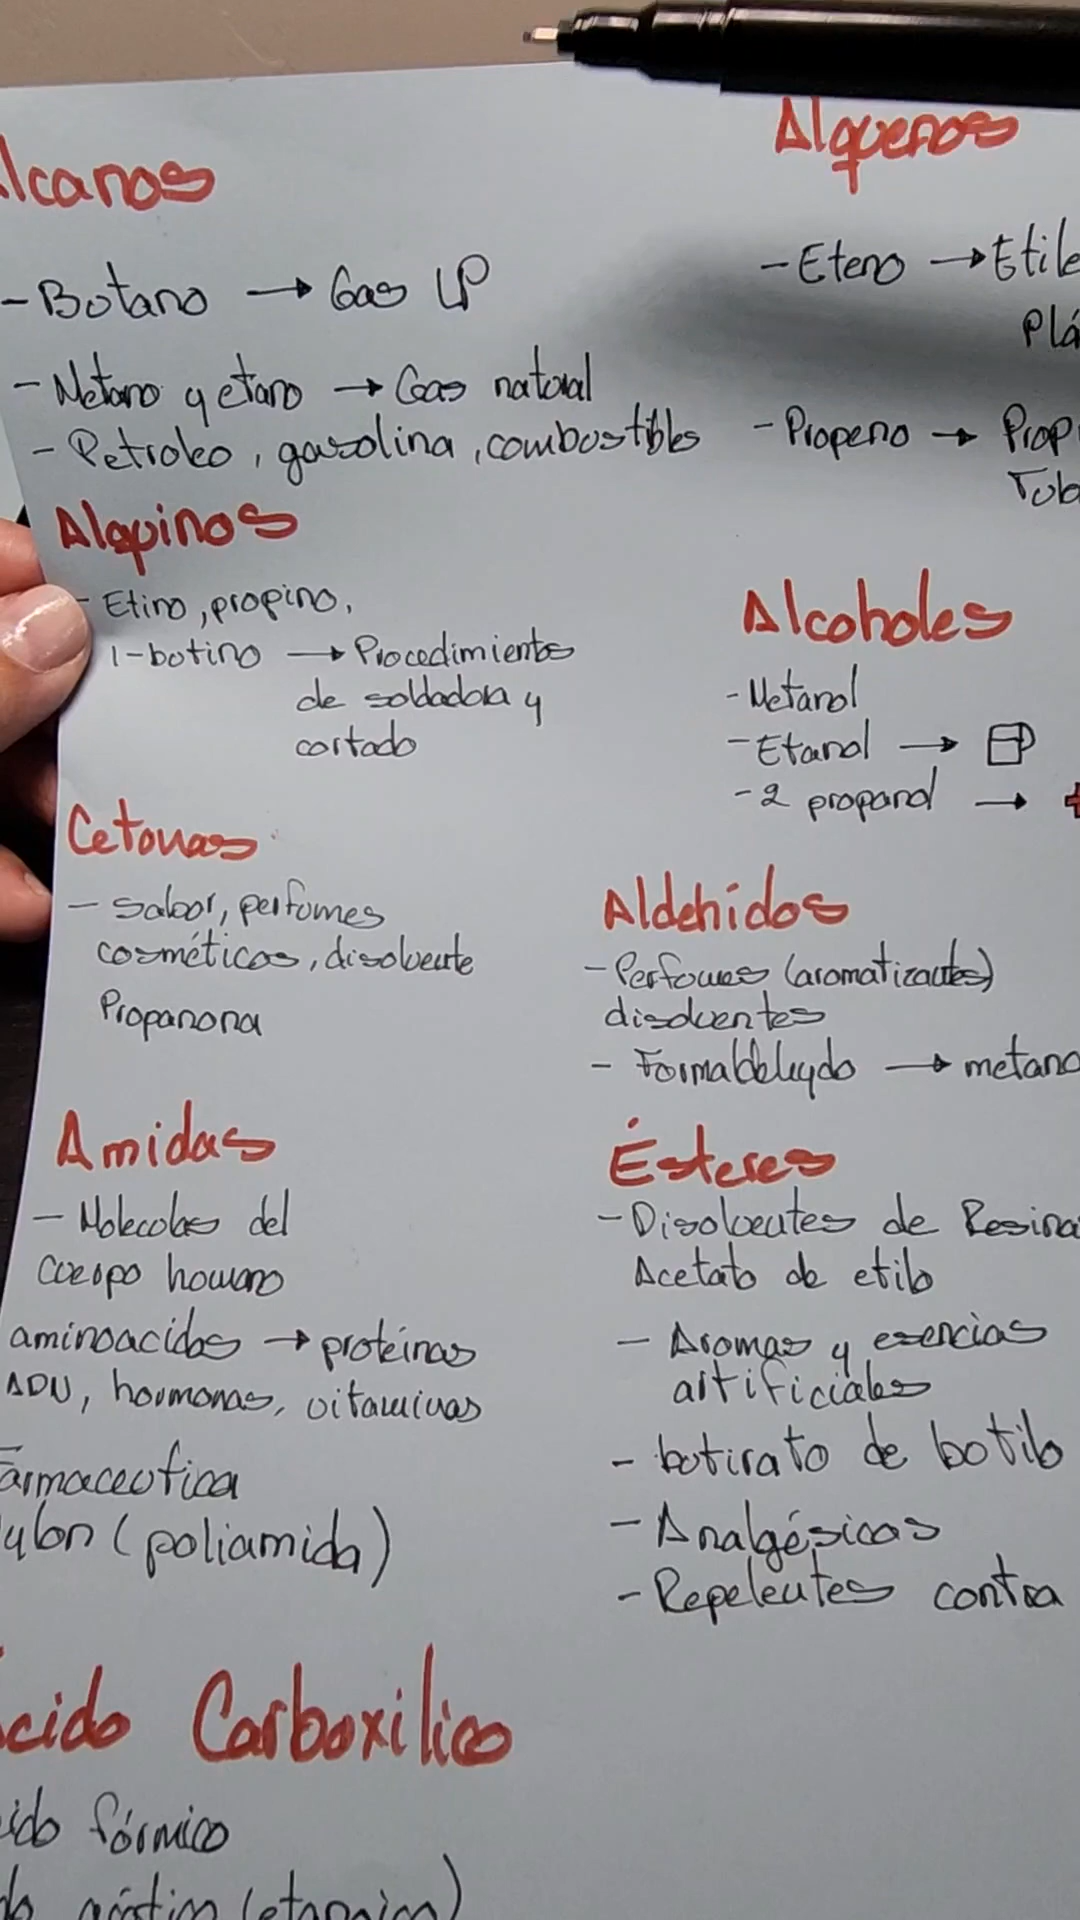 lcanos
- Butano → Gas LP
- Metano y etano → Gas natural
- Petroleo, gasolina, combustibles
Alquenos
- Eteno → Etile
Plá
- Propeno → Prop
Tub
Alquinos
- Etino, propino,
1-butino → Procedimientos
de soldadura y
cortado
Alcoholes
- Metanol
- Etanol →
- 2 propanol →
Cetonas
- Sabor, perfumes
cosméticos, disolvente
Propanona
Aldehidos
- Perfumes (aromatizantes)
disolventes
- Formaldehydo → metano
Amidas
- Moleculas del
cuerpo humano
aminoacidos → proteínas
ADN, hormonas, vitaminas
Farmaceutica
ylon (poliamida)
Ésteres
- Disolventes de Resina
Acetato de etilo
- Aromas y esencias
artificiales
- butirato de butilo
- Analgésicos
- Repelentes contra
cido Carboxilico
ido fórmico
do acético (etanoico)